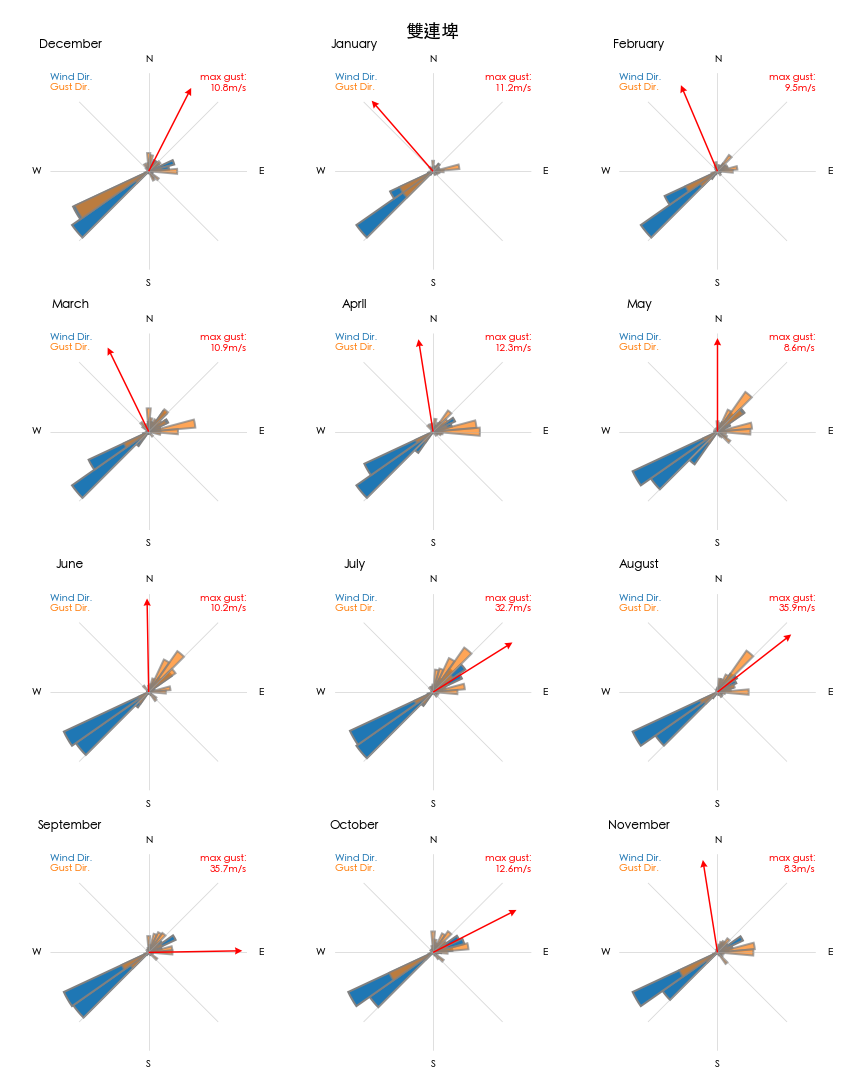 雙連埤
December
N
Wind Dir.
max gust:
Gust Dir.
10.8m/s
W
E
S
January
N
Wind Dir.
max gust:
Gust Dir.
11.2m/s
W
E
S
February
N
Wind Dir.
max gust:
Gust Dir.
9.5m/s
W
E
S
March
N
Wind Dir.
max gust:
Gust Dir.
10.9m/s
W
E
S
April
N
Wind Dir.
max gust:
Gust Dir.
12.3m/s
W
E
S
May
N
Wind Dir.
max gust:
Gust Dir.
8.6m/s
W
E
S
June
N
Wind Dir.
max gust:
Gust Dir.
10.2m/s
W
E
S
July
N
Wind Dir.
max gust:
Gust Dir.
32.7m/s
W
E
S
August
N
Wind Dir.
max gust:
Gust Dir.
35.9m/s
W
E
S
September
N
Wind Dir.
max gust:
Gust Dir.
35.7m/s
W
E
S
October
N
Wind Dir.
max gust:
Gust Dir.
12.6m/s
W
E
S
November
N
Wind Dir.
max gust:
Gust Dir.
8.3m/s
W
E
S